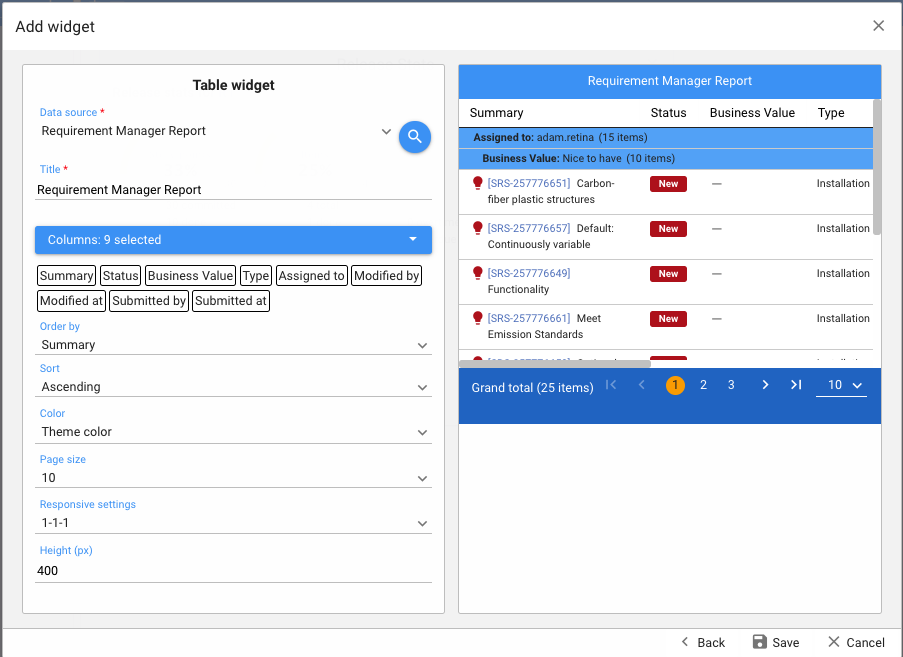 Add widget
Table widget
Data source *
Requirement Manager Report
Title *
Requirement Manager Report
Columns: 9 selected
Summary Status Business Value Type Assigned to Modified by
Modified at Submitted by Submitted at
Order by
Summary
Sort
Ascending
Color
Theme color
Page size
10
Responsive settings
1-1-1
Height (px)
400
Requirement Manager Report
Summary Status Business Value Type
Assigned to: adam.retina (15 items)
Business Value: Nice to have (10 items)
[SRS-257776651] Carbon- New — Installation
fiber plastic structures
[SRS-257776657] Default: New — Installation
Continuously variable
[SRS-257776649] New — Installation
Functionality
[SRS-257776661] Meet New — Installation
Emission Standards
Grand total (25 items) 1 2 3 10
Back Save Cancel